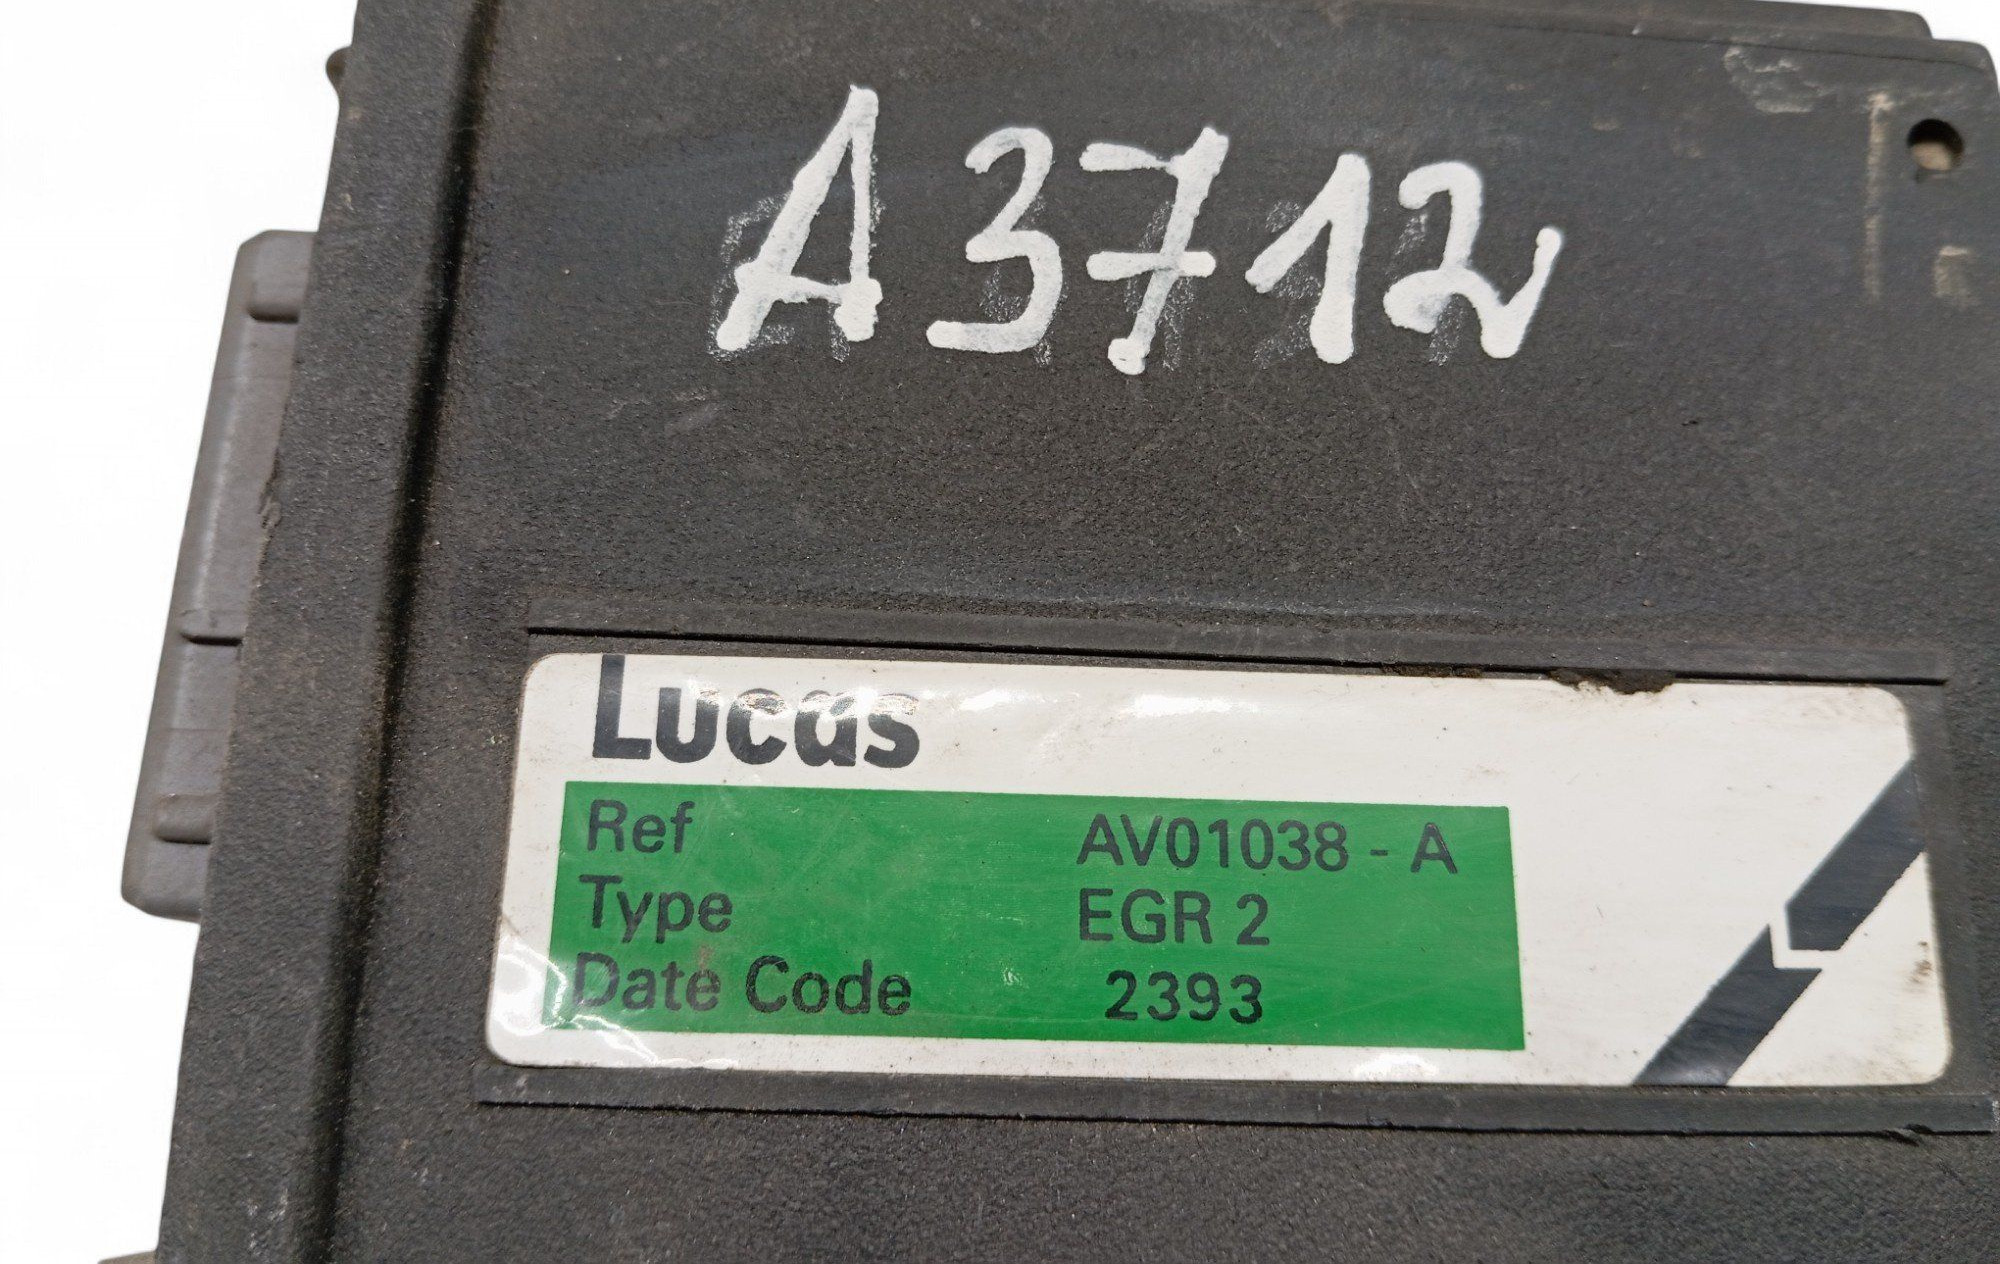 A3712
Lucas
Ref AV01038 - A
Type EGR 2
Date Code 2393